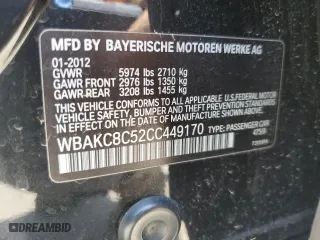 MFD BY BAYERISCHE MOTOREN WERKE AG
01-2012
GVWR 5974 lbs 2710 kg
GAWR FRONT 2976 lbs 1350 kg
GAWR-REAR 3208 lbs 1455 kg
THIS VEHICLE CONFORMS TO ALL APPLICABLE U.S. FEDERAL MOTOR
VEHICLE SAFETY, BUMPER AND THEFT PREVENTION STANDARDS
IN EFFECT ON THE DATE OF MANUFACTURE SHOWN ABOVE.
WBAKC8C52CC449170 TYPE: PASSENGER CAR
DREAMBID .com